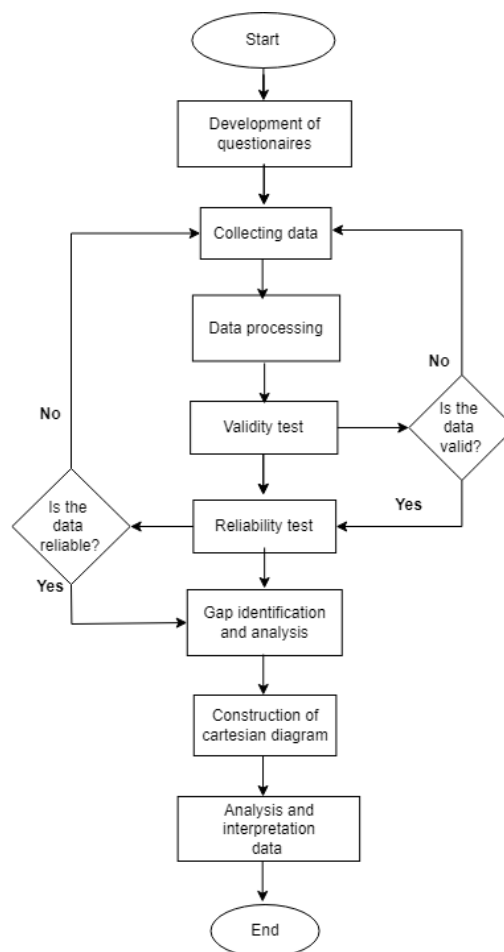 Start
Development of
questionaires
Collecting data
Data processing
No
Is the
data
valid?
No
Validity test
Yes
Is the
data
reliable?
Reliability test
Yes
Gap identification
and analysis
Construction of
cartesian diagram
Analysis and
interpretation
data
End